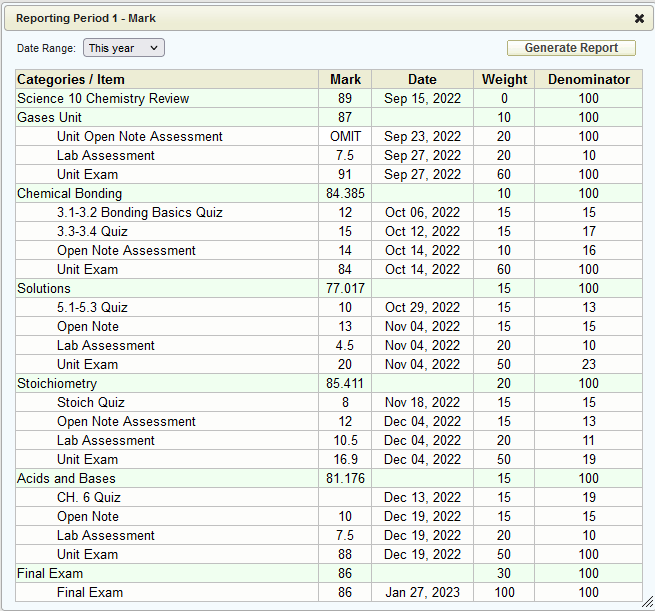 Reporting Period 1 - Mark
Date Range: This year Generate Report
Categories / Item Mark Date Weight Denominator
Science 10 Chemistry Review 89 Sep 15, 2022 0 100
Gases Unit 87 10 100
Unit Open Note Assessment OMIT Sep 23, 2022 20 100
Lab Assessment 7.5 Sep 27, 2022 20 10
Unit Exam 91 Sep 27, 2022 60 100
Chemical Bonding 84.385 10 100
3.1-3.2 Bonding Basics Quiz 12 Oct 06, 2022 15 15
3.3-3.4 Quiz 15 Oct 12, 2022 15 17
Open Note Assessment 14 Oct 14, 2022 10 16
Unit Exam 84 Oct 14, 2022 60 100
Solutions 77.017 15 100
5.1-5.3 Quiz 10 Oct 29, 2022 15 13
Open Note 13 Nov 04, 2022 15 15
Lab Assessment 4.5 Nov 04, 2022 20 10
Unit Exam 20 Nov 04, 2022 50 23
Stoichiometry 85.411 20 100
Stoich Quiz 8 Nov 18, 2022 15 15
Open Note Assessment 12 Dec 04, 2022 15 13
Lab Assessment 10.5 Dec 04, 2022 20 11
Unit Exam 16.9 Dec 04, 2022 50 19
Acids and Bases 81.176 15 100
CH. 6 Quiz Dec 13, 2022 15 19
Open Note 10 Dec 19, 2022 15 15
Lab Assessment 7.5 Dec 19, 2022 20 10
Unit Exam 88 Dec 19, 2022 50 100
Final Exam 86 30 100
Final Exam 86 Jan 27, 2023 100 100